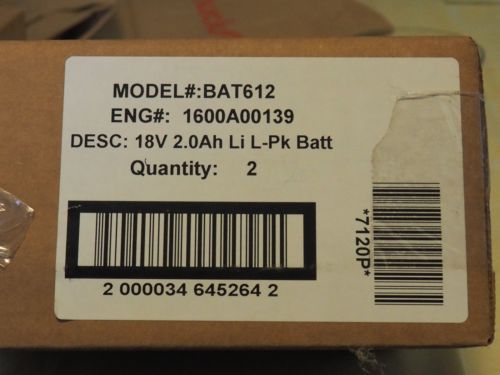 MODEL#:BAT612
ENG#: 1600A00139
DESC: 18V 2.0Ah Li L-Pk Batt
Quantity: 2
2 000034 645264 2
*7120P*